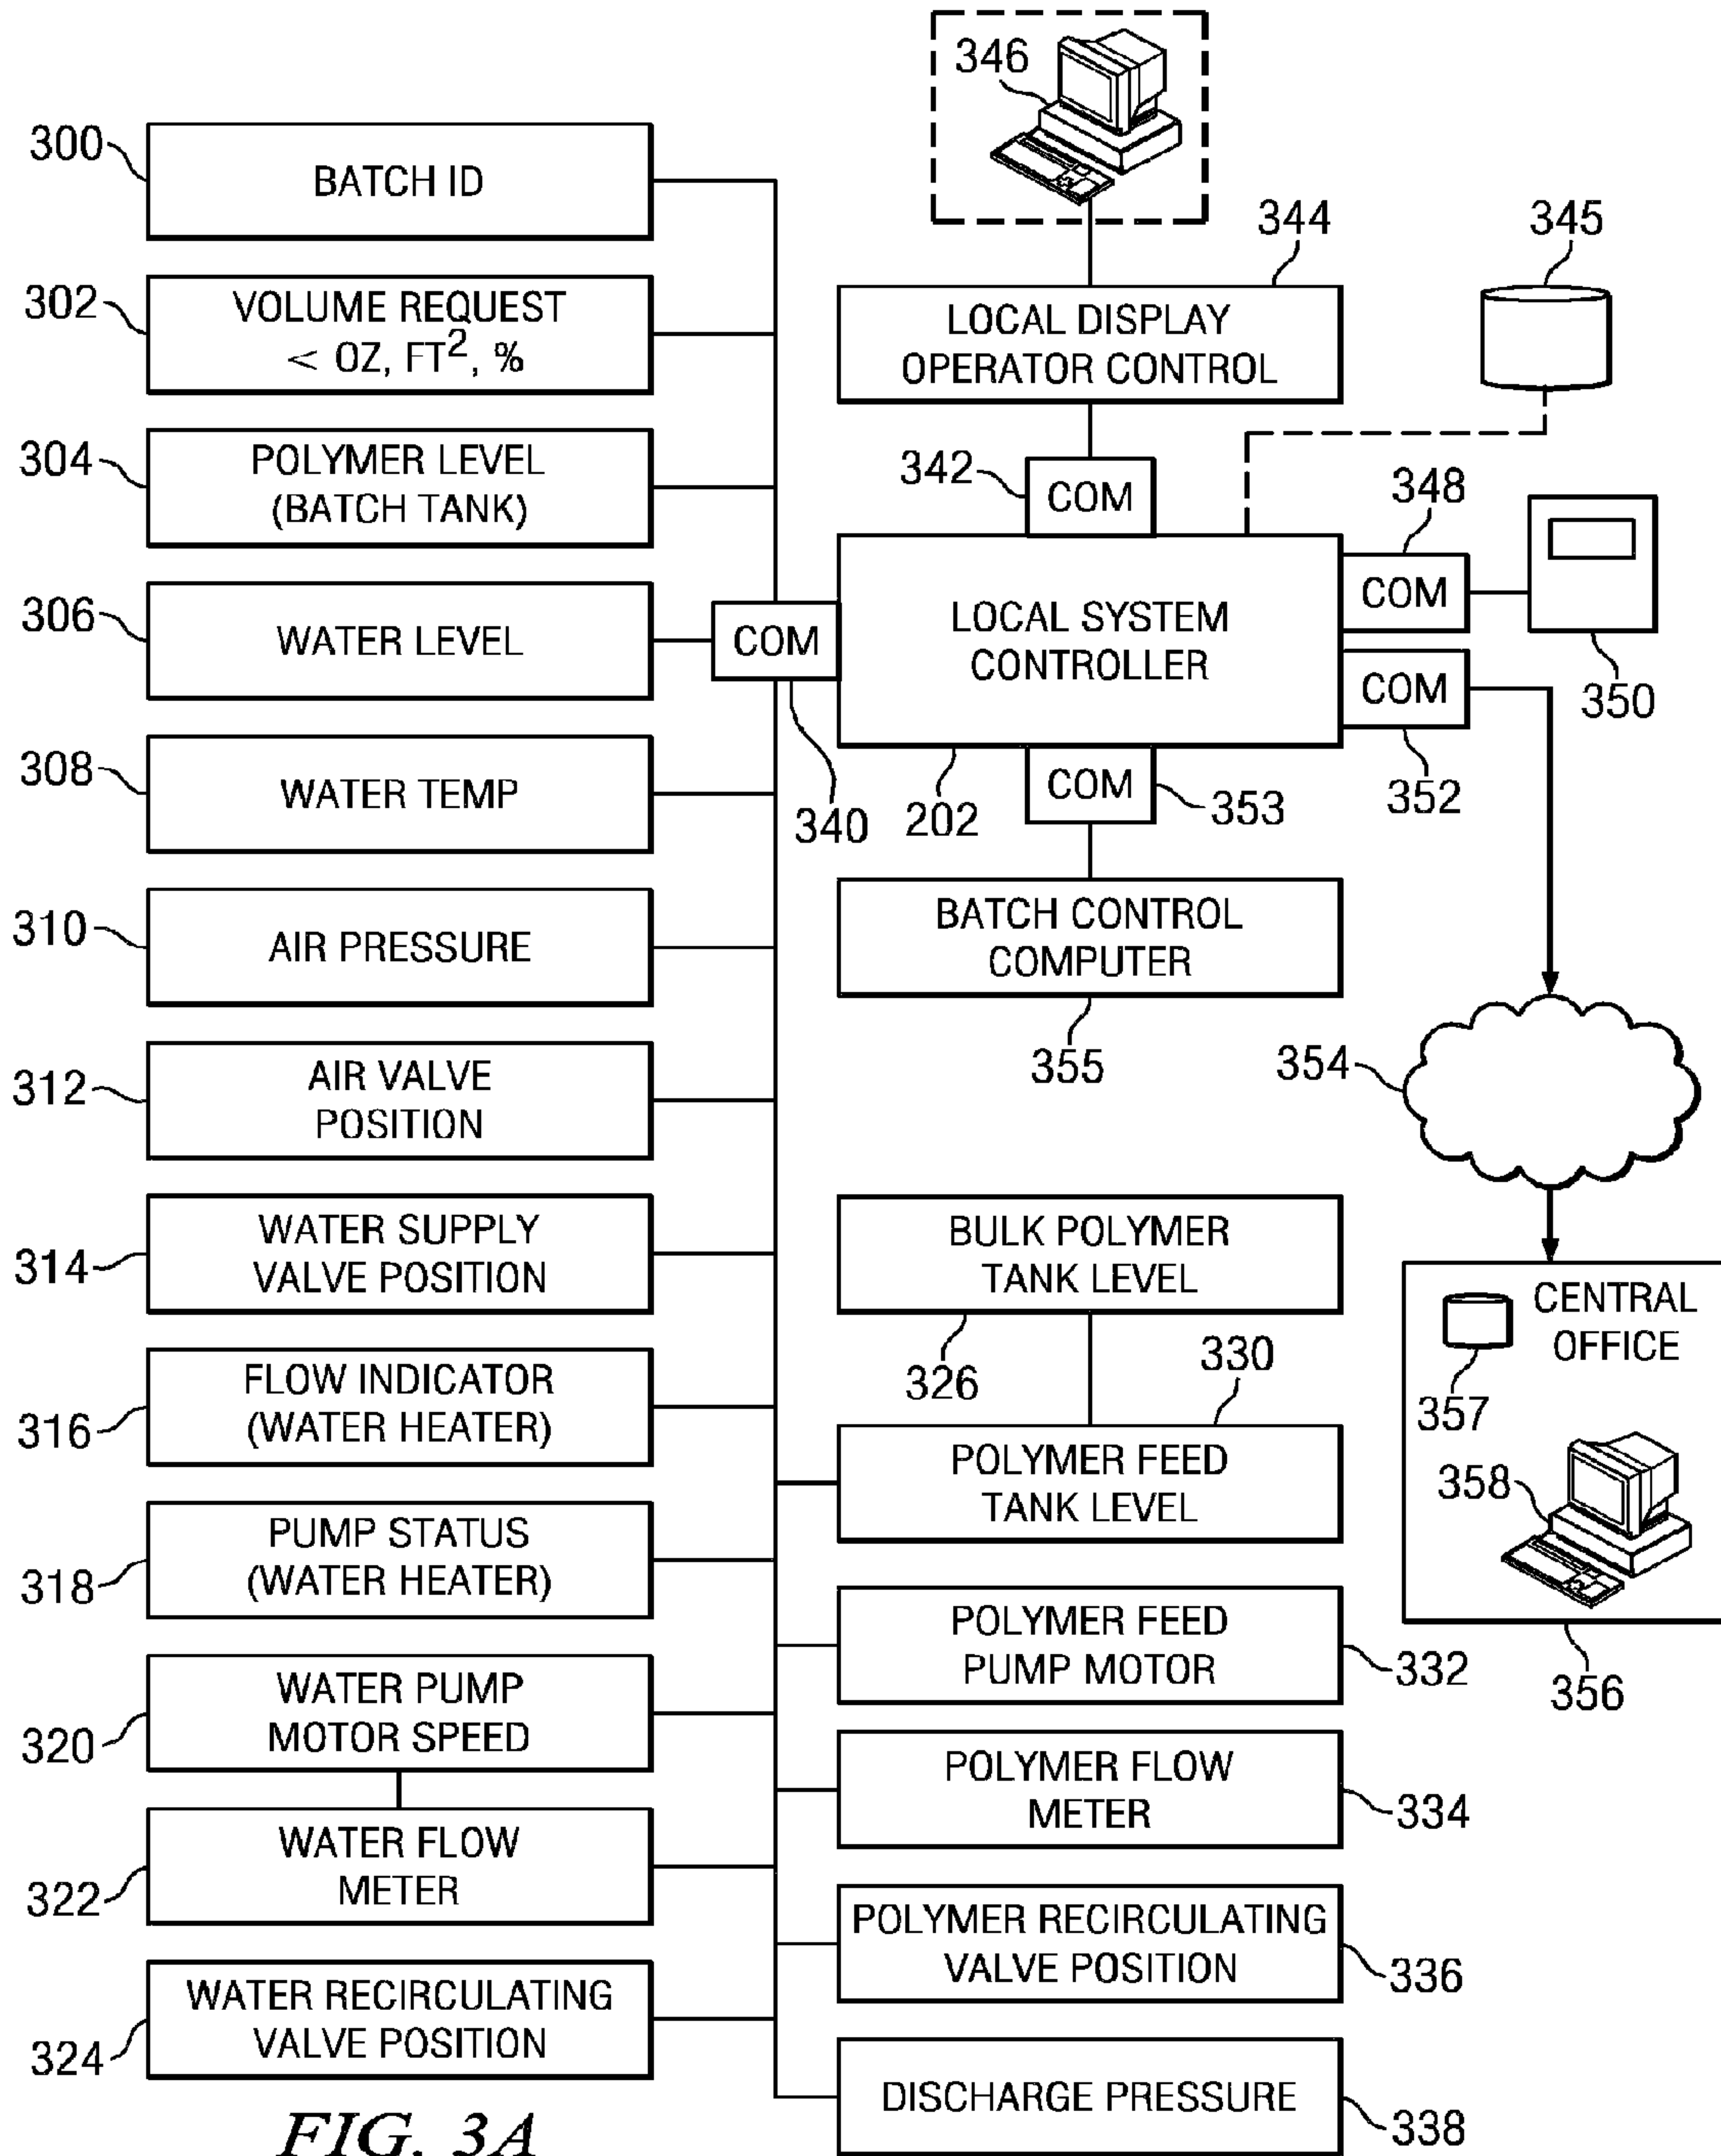 300
BATCH ID
302
VOLUME REQUEST
< OZ, FT², %
304
POLYMER LEVEL
(BATCH TANK)
306
WATER LEVEL
308
WATER TEMP
310
AIR PRESSURE
312
AIR VALVE
POSITION
314
WATER SUPPLY
VALVE POSITION
316
FLOW INDICATOR
(WATER HEATER)
318
PUMP STATUS
(WATER HEATER)
320
WATER PUMP
MOTOR SPEED
322
WATER FLOW
METER
324
WATER RECIRCULATING
VALVE POSITION
346
344
LOCAL DISPLAY
OPERATOR CONTROL
345
342
COM
348
COM
350
COM
340
LOCAL SYSTEM
CONTROLLER
202
COM
352
COM
353
BATCH CONTROL
COMPUTER
355
354
BULK POLYMER
TANK LEVEL
326
330
POLYMER FEED
TANK LEVEL
POLYMER FEED
PUMP MOTOR
332
POLYMER FLOW
METER
334
POLYMER RECIRCULATING
VALVE POSITION
336
DISCHARGE PRESSURE
338
CENTRAL
OFFICE
357
358
356
FIG. 3A